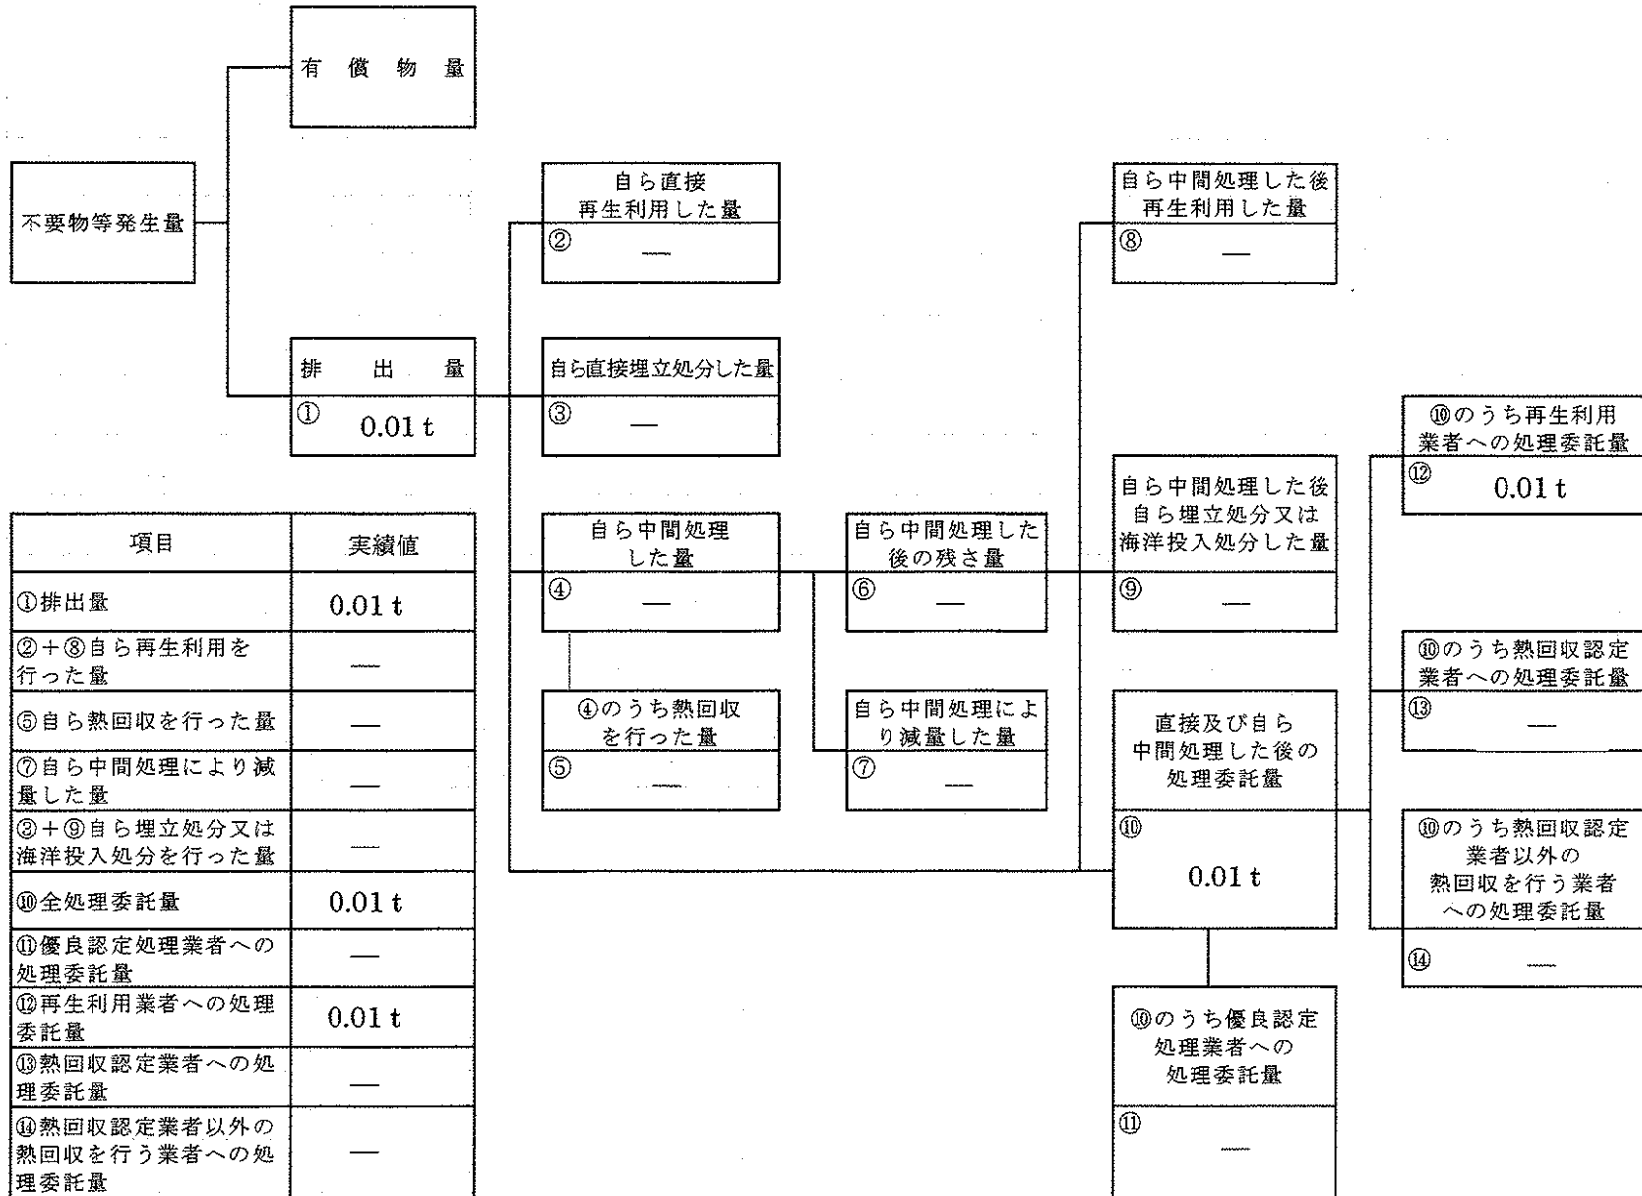 有償物量
不要物等発生量
排出量
①
0.01 t
自ら直接
再生利用した量
②
—
自ら直接埋立処分した量
③
—
自ら中間処理
した量
④
—
④のうち熱回収
を行った量
⑤
—
自ら中間処理した
後の残さ量
⑥
—
自ら中間処理によ
り減量した量
⑦
—
自ら中間処理した後
再生利用した量
⑧
—
自ら中間処理した後
自ら埋立処分又は
海洋投入処分した量
⑨
—
直接及び自ら
中間処理した後の
処理委託量
⑩
0.01 t
⑩のうち優良認定
処理業者への
処理委託量
⑪
—
⑩のうち再生利用
業者への処理委託量
⑫
0.01 t
⑩のうち熱回収認定
業者への処理委託量
⑬
—
⑩のうち熱回収認定
業者以外の
熱回収を行う業者
への処理委託量
⑭
—
項目 実績値
①排出量 0.01 t
②+⑧自ら再生利用を
行った量 —
⑤自ら熱回収を行った量 —
⑦自ら中間処理により減
量した量 —
③+⑨自ら埋立処分又は
海洋投入処分を行った量 —
⑩全処理委託量 0.01 t
⑪優良認定処理業者への
処理委託量 —
⑫再生利用業者への処理
委託量 0.01 t
⑬熱回収認定業者への処
理委託量 —
⑭熱回収認定業者以外の
熱回収を行う業者への処
理委託量 —